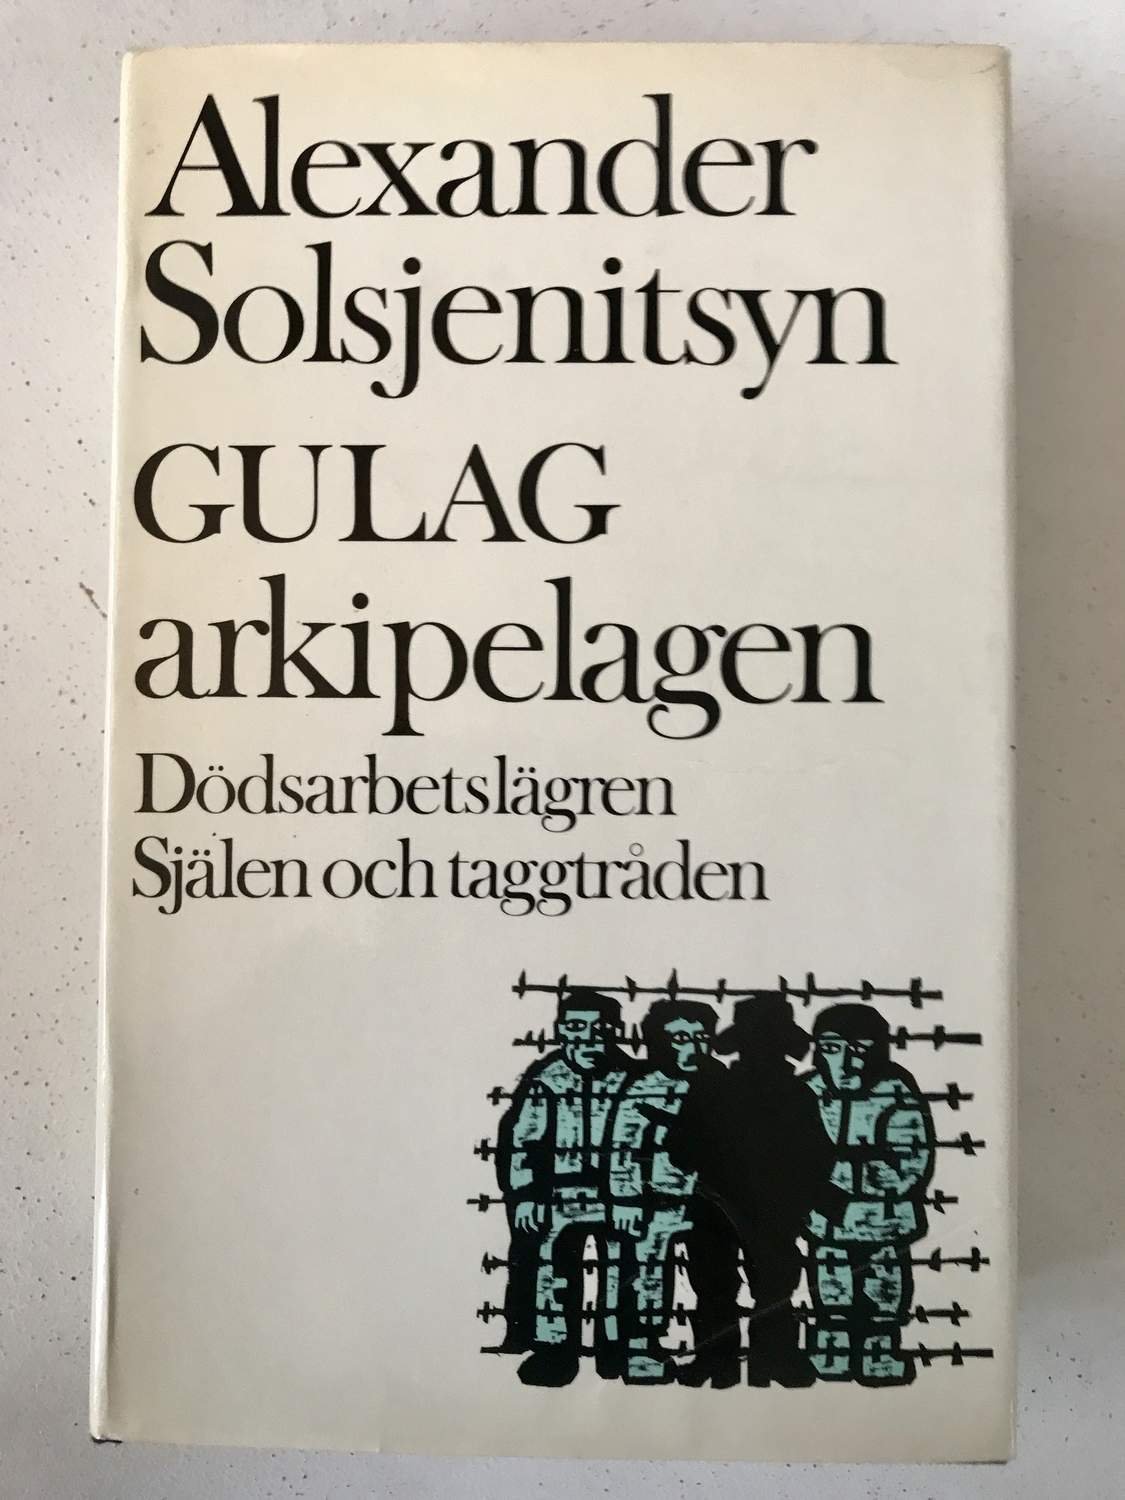 Alexander
Solsjenitsyn
GULAG
arkipelagen
Dödsarbetslägren
Själen och taggtråden